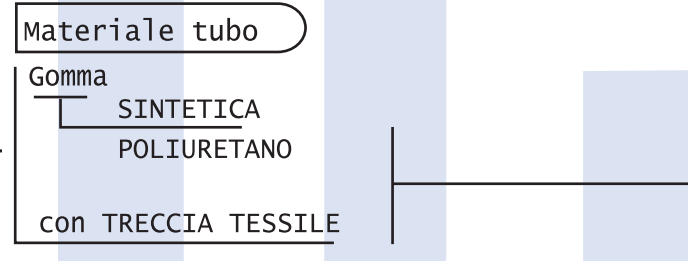 Materiale tubo
Gomma
SINTETICA
POLIURETANO
con TRECCIA TESSILE